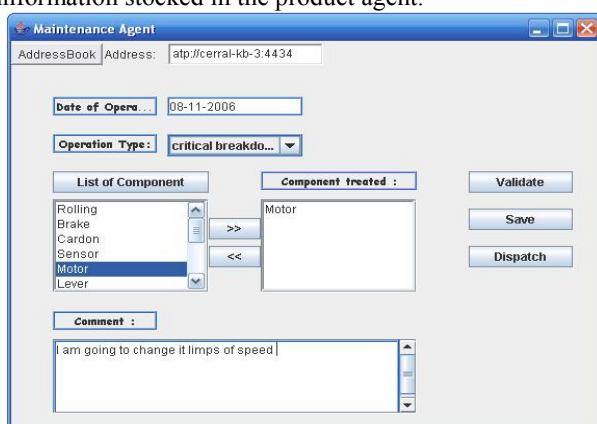 information stocked in the product agent.
Maintenance Agent
AddressBook Address: atp://cerral-kb-3:4434
Date of Opera... 08-11-2006
Operation Type: critical breakdo...
List of Component
Component treated :
Validate
Rolling
Brake
Cardon
Sensor
Motor
Lever
>>
<<
Motor
Save
Dispatch
Comment :
I am going to change it limps of speed